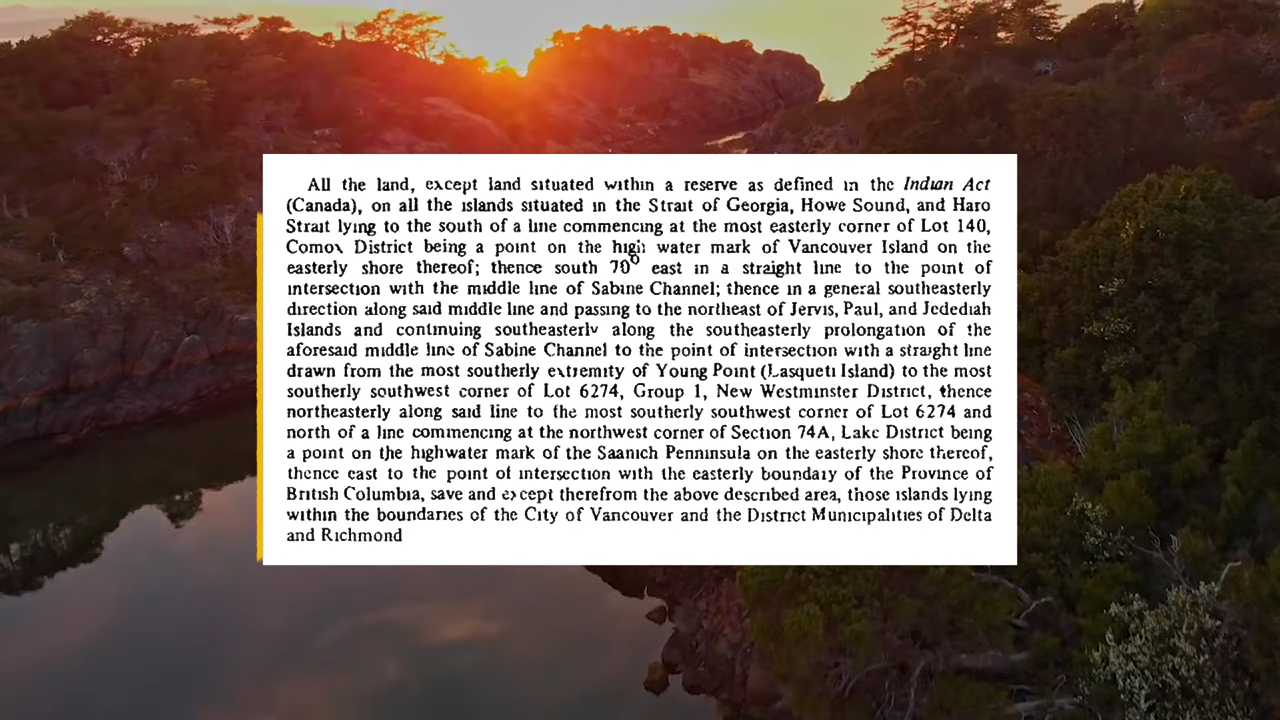 All the land, except land situated within a reserve as defined in the Indian Act
(Canada), on all the islands situated in the Strait of Georgia, Howe Sound, and Haro
Strait lying to the south of a line commencing at the most easterly corner of Lot 140,
Comox District being a point on the high water mark of Vancouver Island on the
easterly shore thereof; thence south 70° east in a straight line to the point of
intersection with the middle line of Sabine Channel; thence in a general southeasterly
direction along said middle line and passing to the northeast of Jervis, Paul, and Jedediah
Islands and continuing southeasterly along the southeasterly prolongation of the
aforesaid middle line of Sabine Channel to the point of intersection with a straight line
drawn from the most southerly extremity of Young Point (Lasqueti Island) to the most
southerly southwest corner of Lot 6274, Group 1, New Westminster District, thence
northeasterly along said line to the most southerly southwest corner of Lot 6274 and
north of a line commencing at the northwest corner of Section 74A, Lake District being
a point on the highwater mark of the Saanich Penninsula on the easterly shore thereof,
thence east to the point of intersection with the easterly boundary of the Province of
British Columbia, save and except therefrom the above described area, those islands lying
within the boundaries of the City of Vancouver and the District Municipalities of Delta
and Richmond